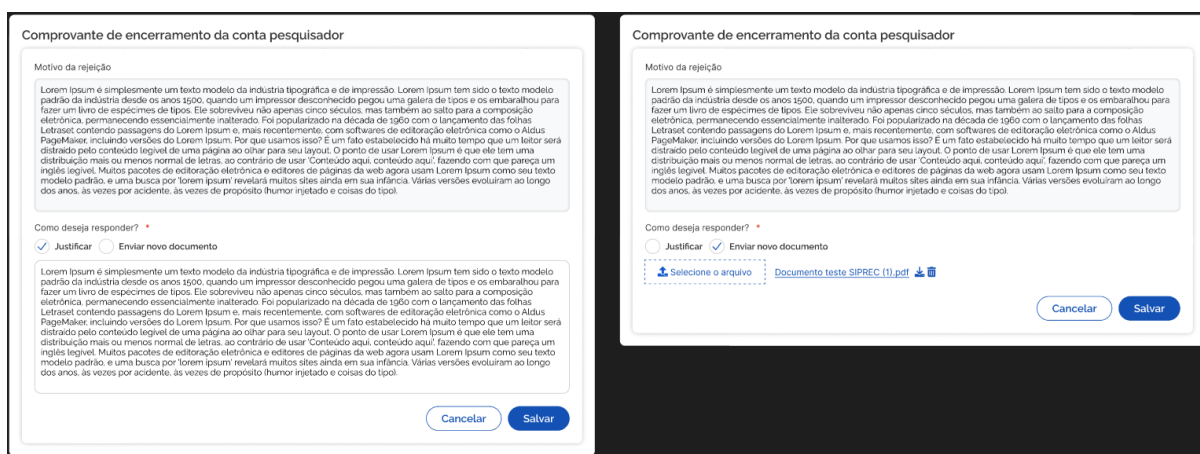 Comprovante de encerramento da conta pesquisador
Motivo da rejeição
Lorem Ipsum é simplesmente um texto modelo da indústria tipográfica e de impressão. Lorem Ipsum tem sido o texto modelo
padrão da indústria desde os anos 1500, quando um impressor desconhecido pegou uma galera de tipos e os embaralhou para
fazer um livro de espécimes de tipos. Ele sobreviveu não apenas cinco séculos, mas também ao salto para a composição
eletrônica, permanecendo essencialmente inalterado. Foi popularizado na década de 1960 com o lançamento das folhas
Letraset contendo passagens do Lorem Ipsum e, mais recentemente, com softwares de editoração eletrônica como o Aldus
PageMaker, incluindo versões do Lorem Ipsum. Por que usamos isso? É um fato estabelecido há muito tempo que um leitor será
distraído pelo conteúdo legível de uma página ao olhar para seu layout. O ponto de usar Lorem Ipsum é que ele tem uma
distribuição mais ou menos normal de letras, ao contrário de usar 'Conteúdo aqui, conteúdo aqui', fazendo com que pareça um
inglês legível. Muitos pacotes de editoração eletrônica e editores de páginas da web agora usam Lorem Ipsum como seu texto
modelo padrão, e uma busca por 'lorem ipsum' revelará muitos sites ainda em sua infância. Várias versões evoluíram ao longo
dos anos, às vezes por acidente, às vezes de propósito (humor injetado e coisas do tipo).
Como deseja responder? *
Justificar Enviar novo documento
Lorem Ipsum é simplesmente um texto modelo da indústria tipográfica e de impressão. Lorem Ipsum tem sido o texto modelo
padrão da indústria desde os anos 1500, quando um impressor desconhecido pegou uma galera de tipos e os embaralhou para
fazer um livro de espécimes de tipos. Ele sobreviveu não apenas cinco séculos, mas também ao salto para a composição
eletrônica, permanecendo essencialmente inalterado. Foi popularizado na década de 1960 com o lançamento das folhas
Letraset contendo passagens do Lorem Ipsum e, mais recentemente, com softwares de editoração eletrônica como o Aldus
PageMaker, incluindo versões do Lorem Ipsum. Por que usamos isso? É um fato estabelecido há muito tempo que um leitor será
distraído pelo conteúdo legível de uma página ao olhar para seu layout. O ponto de usar Lorem Ipsum é que ele tem uma
distribuição mais ou menos normal de letras, ao contrário de usar 'Conteúdo aqui, conteúdo aqui', fazendo com que pareça um
inglês legível. Muitos pacotes de editoração eletrônica e editores de páginas da web agora usam Lorem Ipsum como seu texto
modelo padrão, e uma busca por 'lorem ipsum' revelará muitos sites ainda em sua infância. Várias versões evoluíram ao longo
dos anos, às vezes por acidente, às vezes de propósito (humor injetado e coisas do tipo).
Cancelar Salvar
Comprovante de encerramento da conta pesquisador
Motivo da rejeição
Lorem Ipsum é simplesmente um texto modelo da indústria tipográfica e de impressão. Lorem Ipsum tem sido o texto modelo
padrão da indústria desde os anos 1500, quando um impressor desconhecido pegou uma galera de tipos e os embaralhou para
fazer um livro de espécimes de tipos. Ele sobreviveu não apenas cinco séculos, mas também ao salto para a composição
eletrônica, permanecendo essencialmente inalterado. Foi popularizado na década de 1960 com o lançamento das folhas
Letraset contendo passagens do Lorem Ipsum e, mais recentemente, com softwares de editoração eletrônica como o Aldus
PageMaker, incluindo versões do Lorem Ipsum. Por que usamos isso? É um fato estabelecido há muito tempo que um leitor será
distraído pelo conteúdo legível de uma página ao olhar para seu layout. O ponto de usar Lorem Ipsum é que ele tem uma
distribuição mais ou menos normal de letras, ao contrário de usar 'Conteúdo aqui, conteúdo aqui', fazendo com que pareça um
inglês legível. Muitos pacotes de editoração eletrônica e editores de páginas da web agora usam Lorem Ipsum como seu texto
modelo padrão, e uma busca por 'lorem ipsum' revelará muitos sites ainda em sua infância. Várias versões evoluíram ao longo
dos anos, às vezes por acidente, às vezes de propósito (humor injetado e coisas do tipo).
Como deseja responder? *
Justificar Enviar novo documento
Selecione o arquivo Documento teste SIPREC (1).pdf
Cancelar Salvar